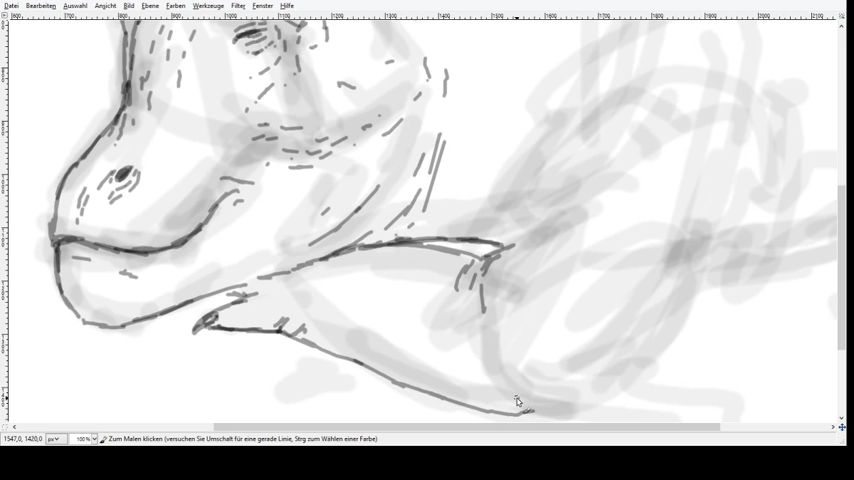 Datei Bearbeiten Auswahl Ansicht Bild Ebene Farben Werkzeuge Filter Fenster Hilfe
1547,0, 1420,0 px 100 % Zum Malen klicken (versuchen Sie Umschalt für eine gerade Linie, Strg zum Wählen einer Farbe)